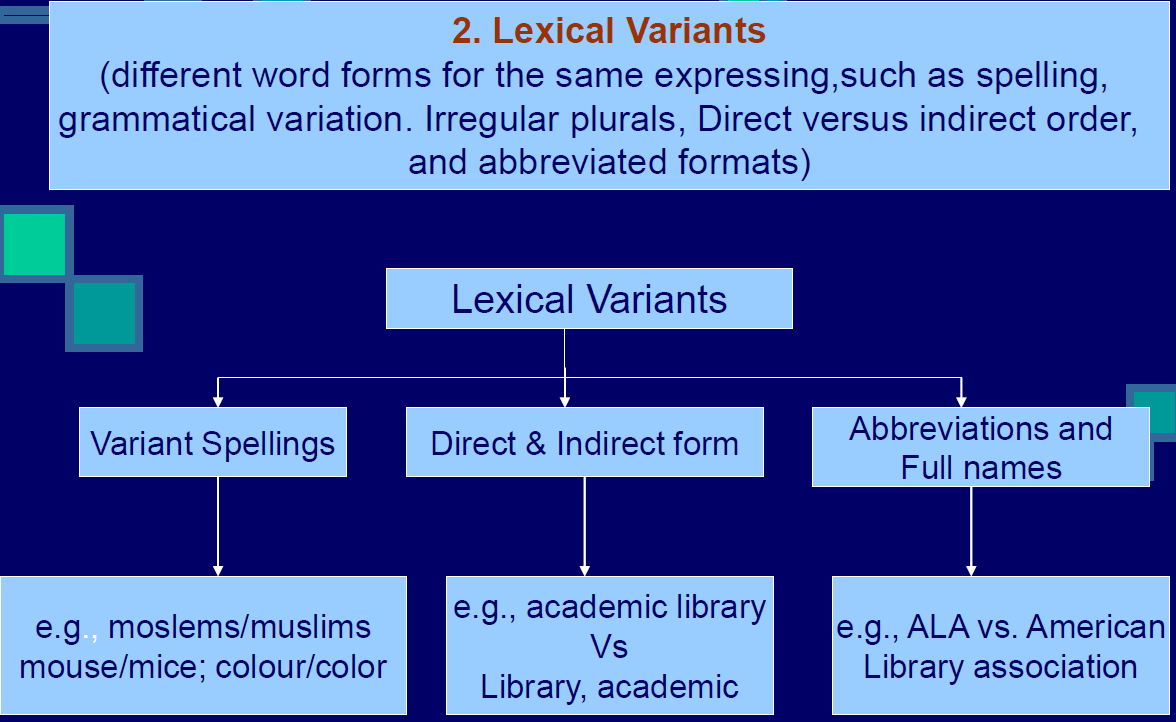 2. Lexical Variants
(different word forms for the same expressing,such as spelling,
grammatical variation. Irregular plurals, Direct versus indirect order,
and abbreviated formats)
Lexical Variants
Variant Spellings
Direct & Indirect form
Abbreviations and
Full names
e.g., moslems/muslims
mouse/mice; colour/color
e.g., academic library
Vs
Library, academic
e.g., ALA vs. American
Library association